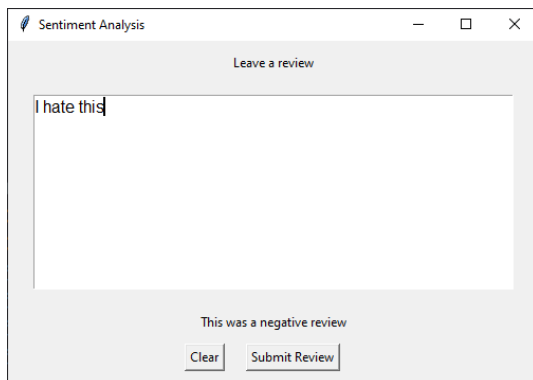 Sentiment Analysis
Leave a review
I hate this
This was a negative review
Clear
Submit Review